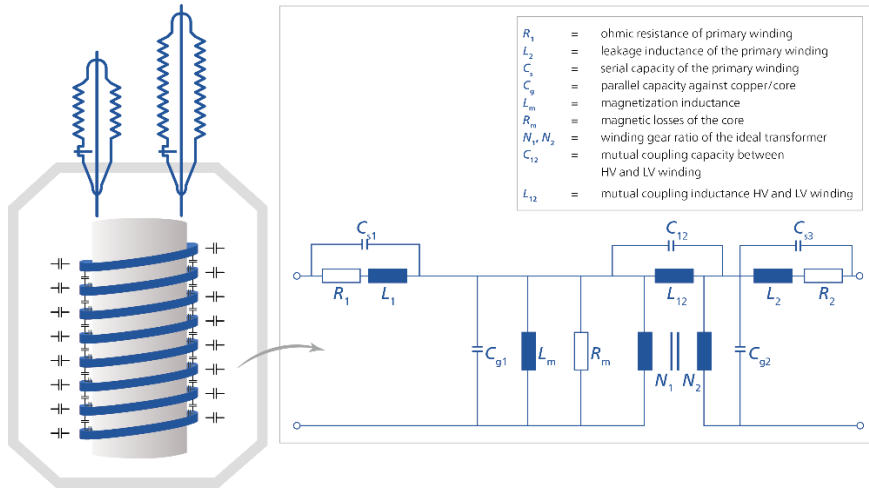 R1 = ohmic resistance of primary winding
L2 = leakage inductance of the primary winding
Cs = serial capacity of the primary winding
Cg = parallel capacity against copper/core
Lm = magnetization inductance
Rm = magnetic losses of the core
N1, N2 = winding gear ratio of the ideal transformer
C12 = mutual coupling capacity between
HV and LV winding
L12 = mutual coupling inductance HV and LV winding
Cs1 C12 Cs3
R1 L1 L12 L2 R2
Cg1 Lm Rm N1 N2 Cg2